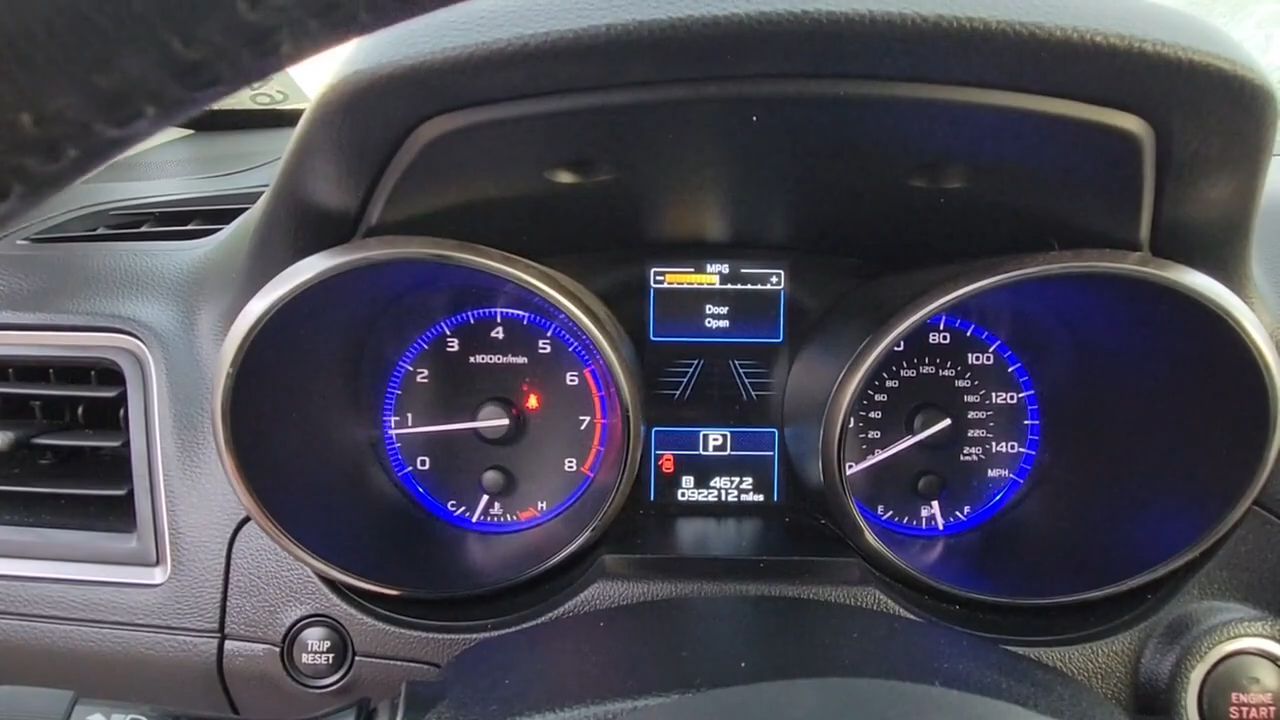 MPG
- +
Door
Open
4
3 5
x1000r/min
2 6
1 7
0 8
C H
P
B 467.2
092212 miles
80
100
120
140
MPH
20
40
60
80
100
120
140
160
180
200
220
240
km/h
E F
TRIP
RESET
ENGINE
START